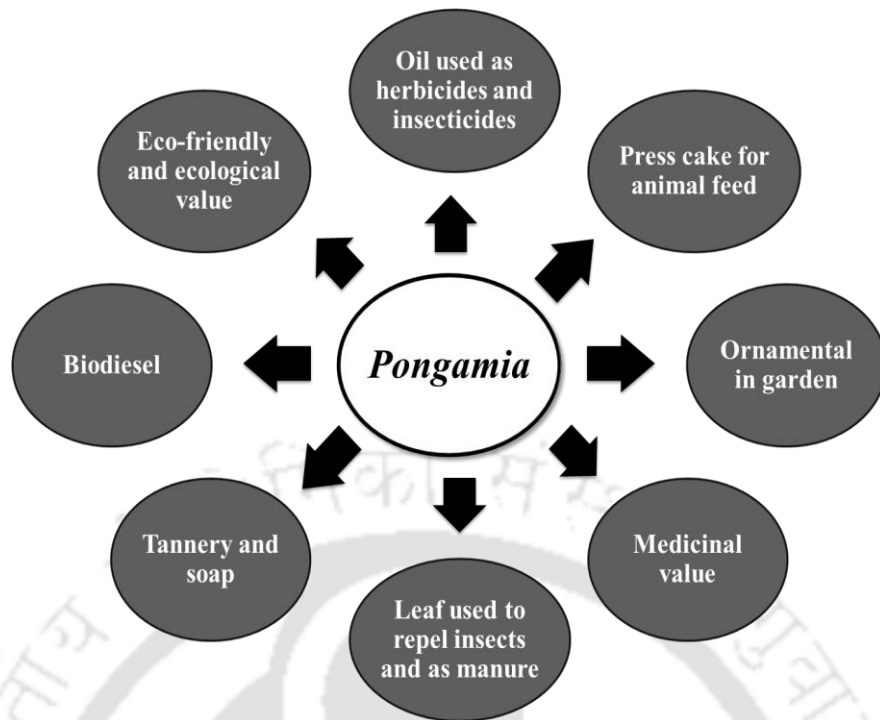 Oil used as
herbicides and
insecticides
Press cake for
animal feed
Ornamental
in garden
Medicinal
value
Leaf used to
repel insects
and as manure
Tannery and
soap
Biodiesel
Eco-friendly
and ecological
value
Pongamia